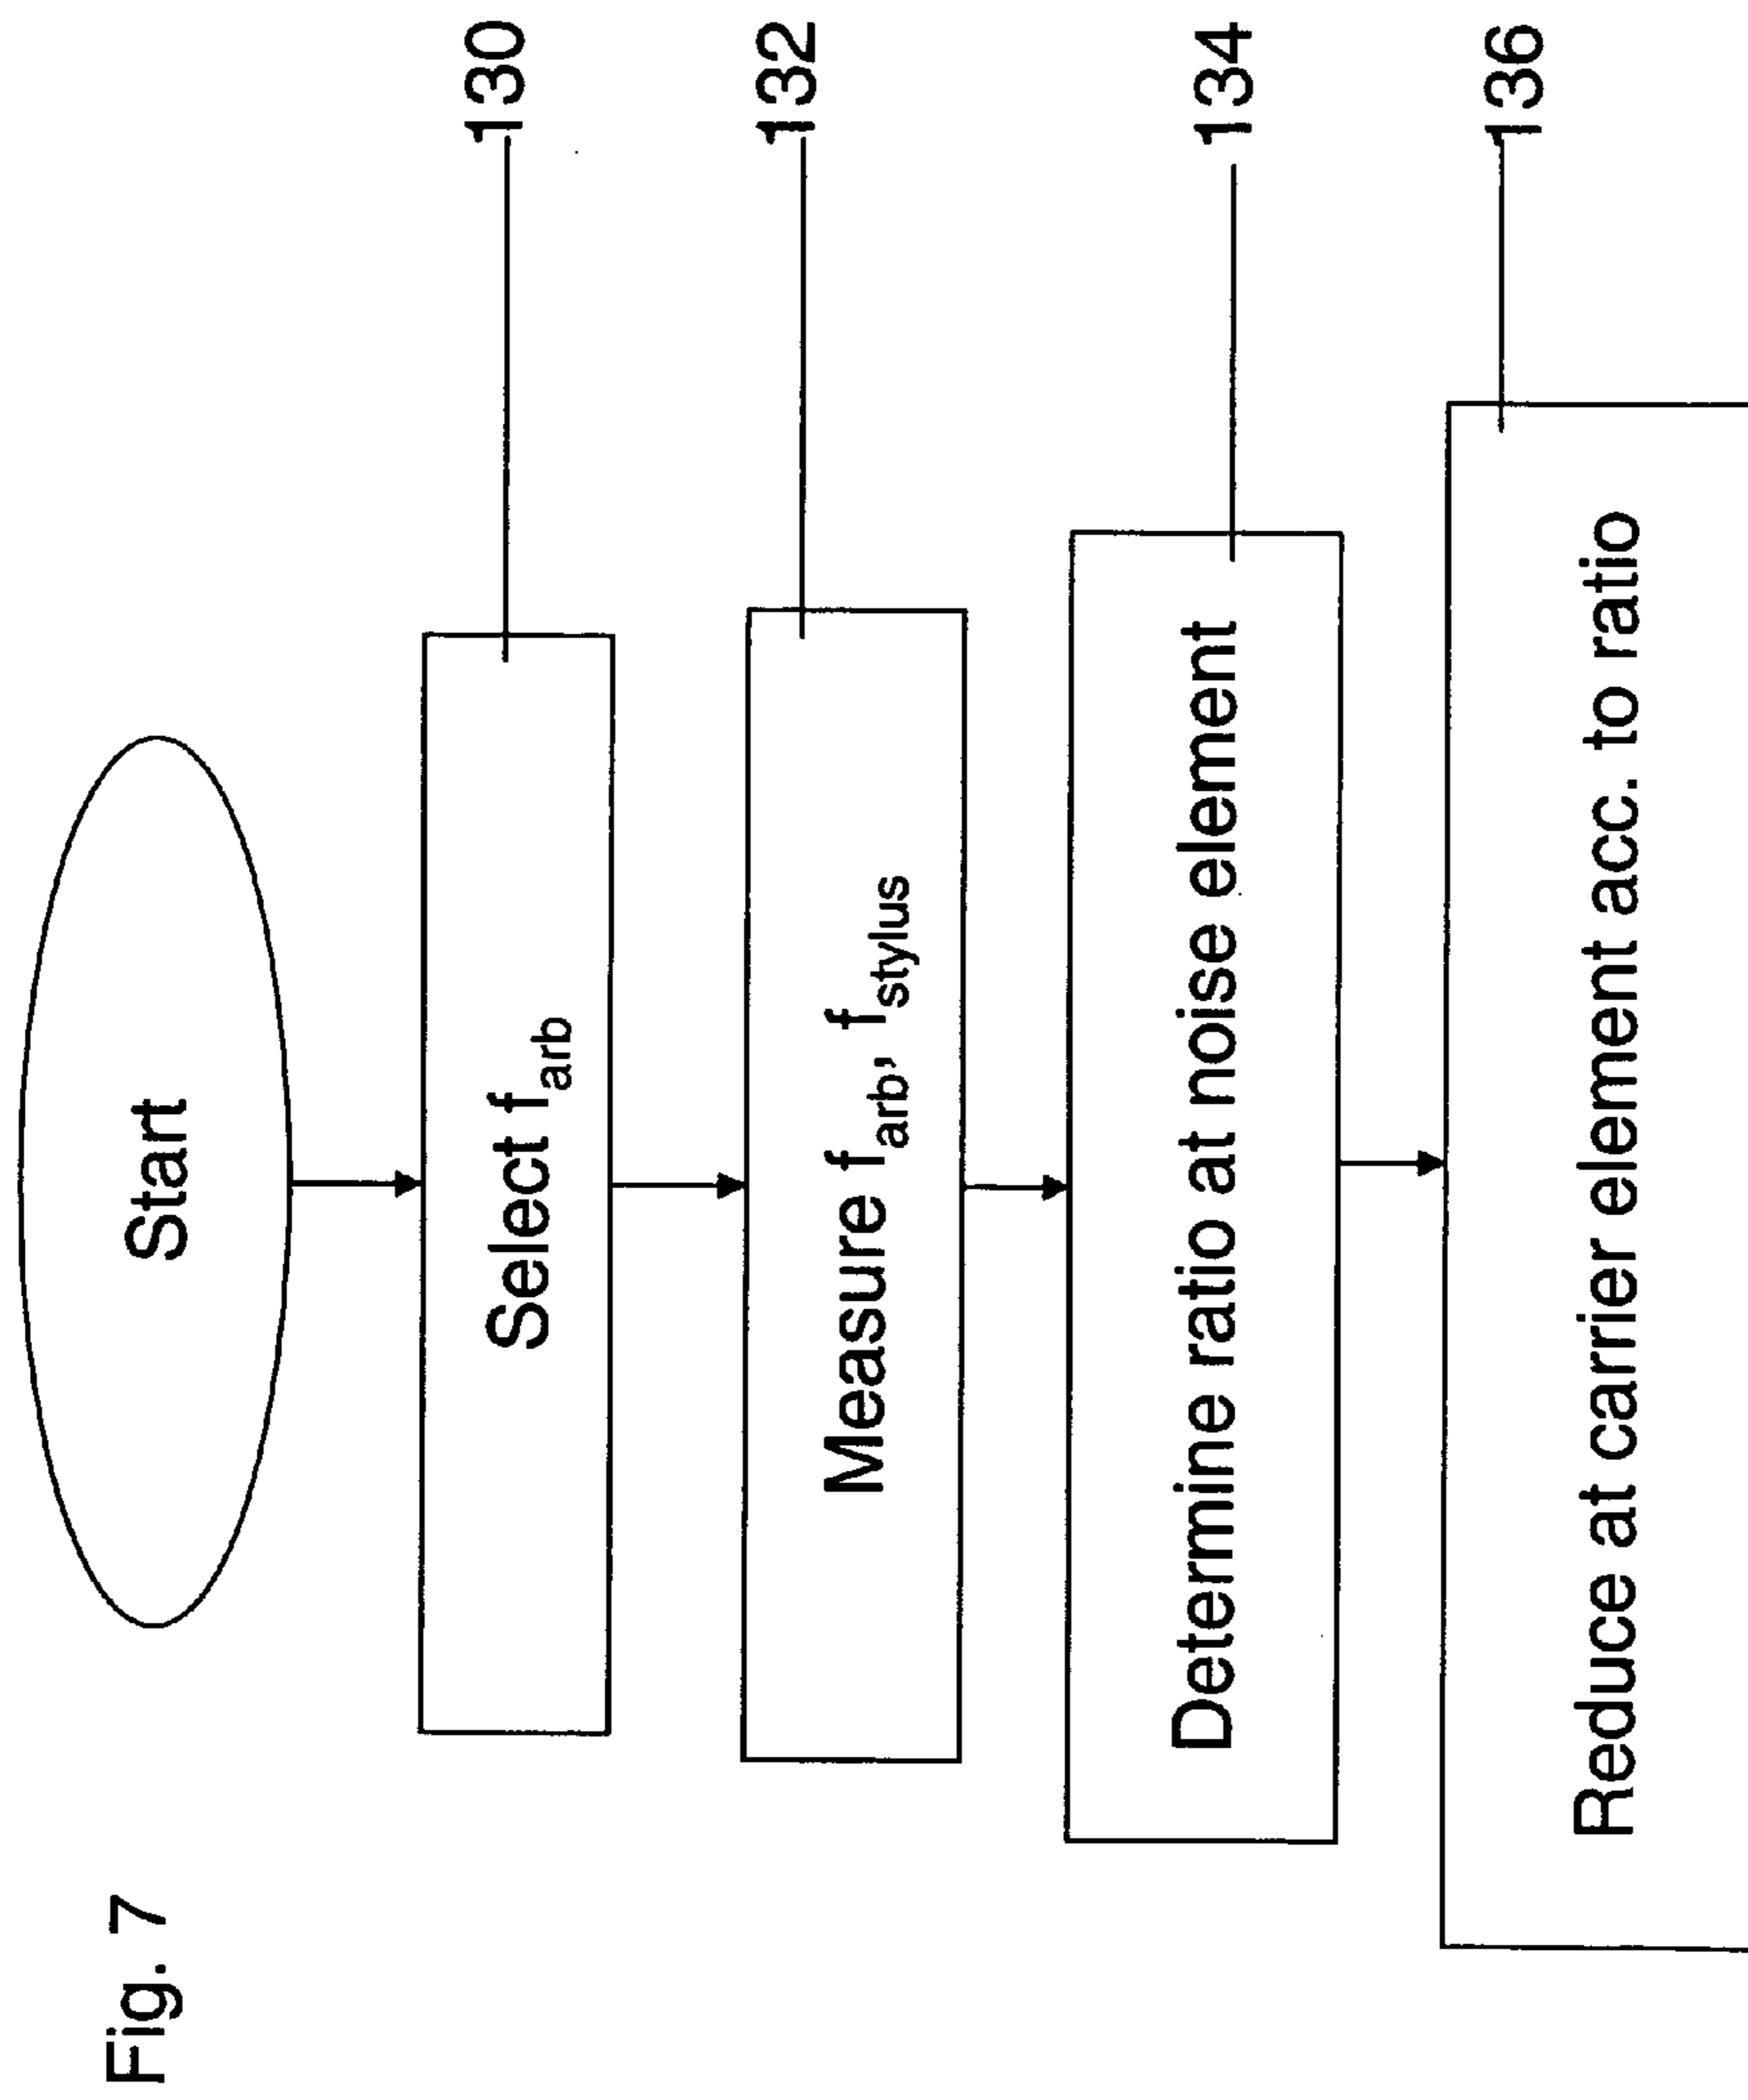 Fig. 7
Start
Select f_arb
130
Measure f_arb, f_stylus
132
Determine ratio at noise element
134
Reduce at carrier element acc. to ratio
136